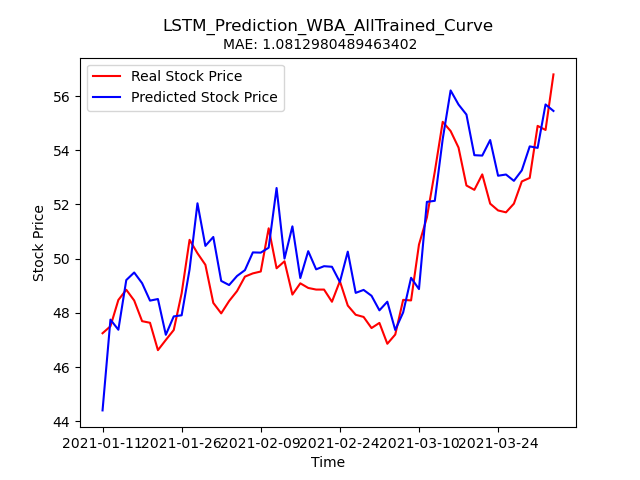 LSTM_Prediction_WBA_AllTrained_Curve
MAE: 1.0812980489463402
Real Stock Price
Predicted Stock Price
56
54
52
50
48
46
44
Stock Price
2021-01-11 2021-01-26 2021-02-09 2021-02-24 2021-03-10 2021-03-24
Time